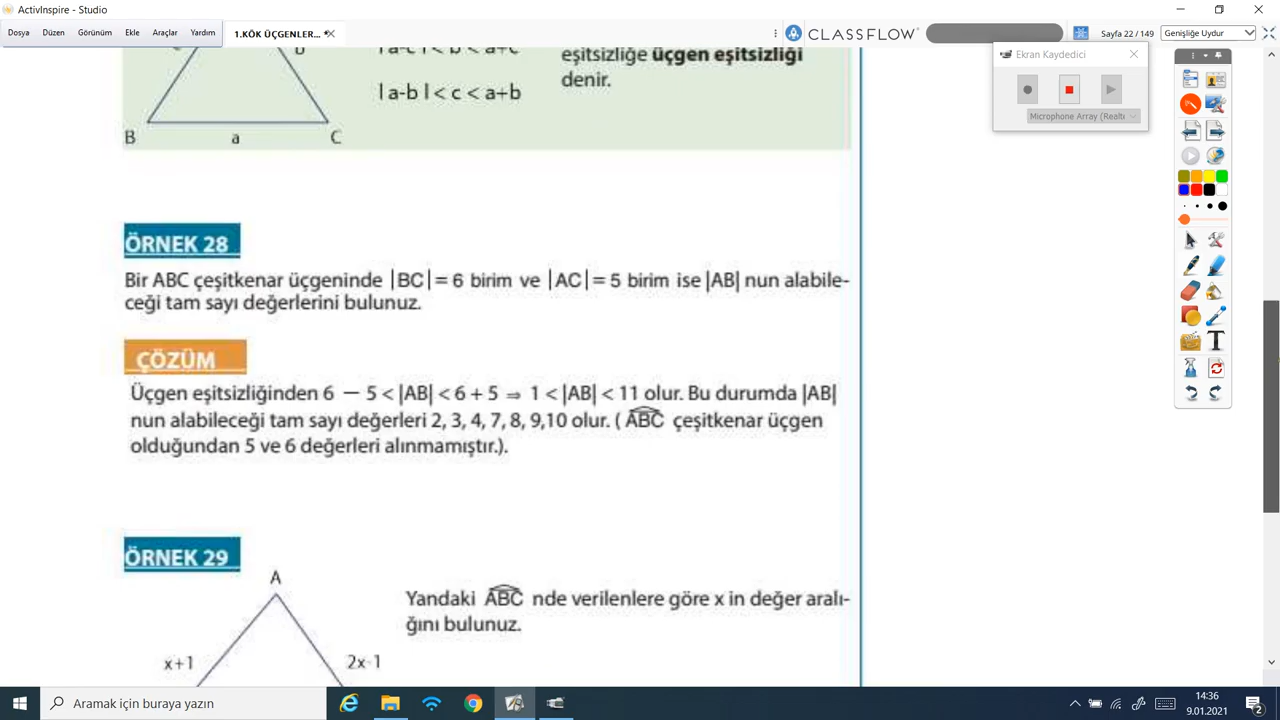 ActivInspire - Studio
Dosya Düzen Görünüm Ekle Araçlar Yardım
1.KÖK ÜÇGENLER...
CLASSFLOW
Sayfa 22 / 149
Genişliğe Uydur
Ekran Kaydedici
Microphone Array (Realt
| a-c | < b < a+c
| a-b | < c < a+b
eşitsizliğe üçgen eşitsizliği
denir.
b
B
a
C
ÖRNEK 28
Bir ABC çeşitkenar üçgeninde |BC| = 6 birim ve |AC| = 5 birim ise |AB| nun alabile-
ceği tam sayı değerlerini bulunuz.
ÇÖZÜM
Üçgen eşitsizliğinden 6 − 5 < |AB| < 6 + 5 ⇒ 1 < |AB| < 11 olur. Bu durumda |AB|
nun alabileceği tam sayı değerleri 2, 3, 4, 7, 8, 9,10 olur. ( ABC çeşitkenar üçgen
olduğundan 5 ve 6 değerleri alınmamıştır.).
ÖRNEK 29
A
Yandaki ABC nde verilenlere göre x in değer aralı-
ğını bulunuz.
x+1
2x-1
Aramak için buraya yazın
14:36
9.01.2021
2